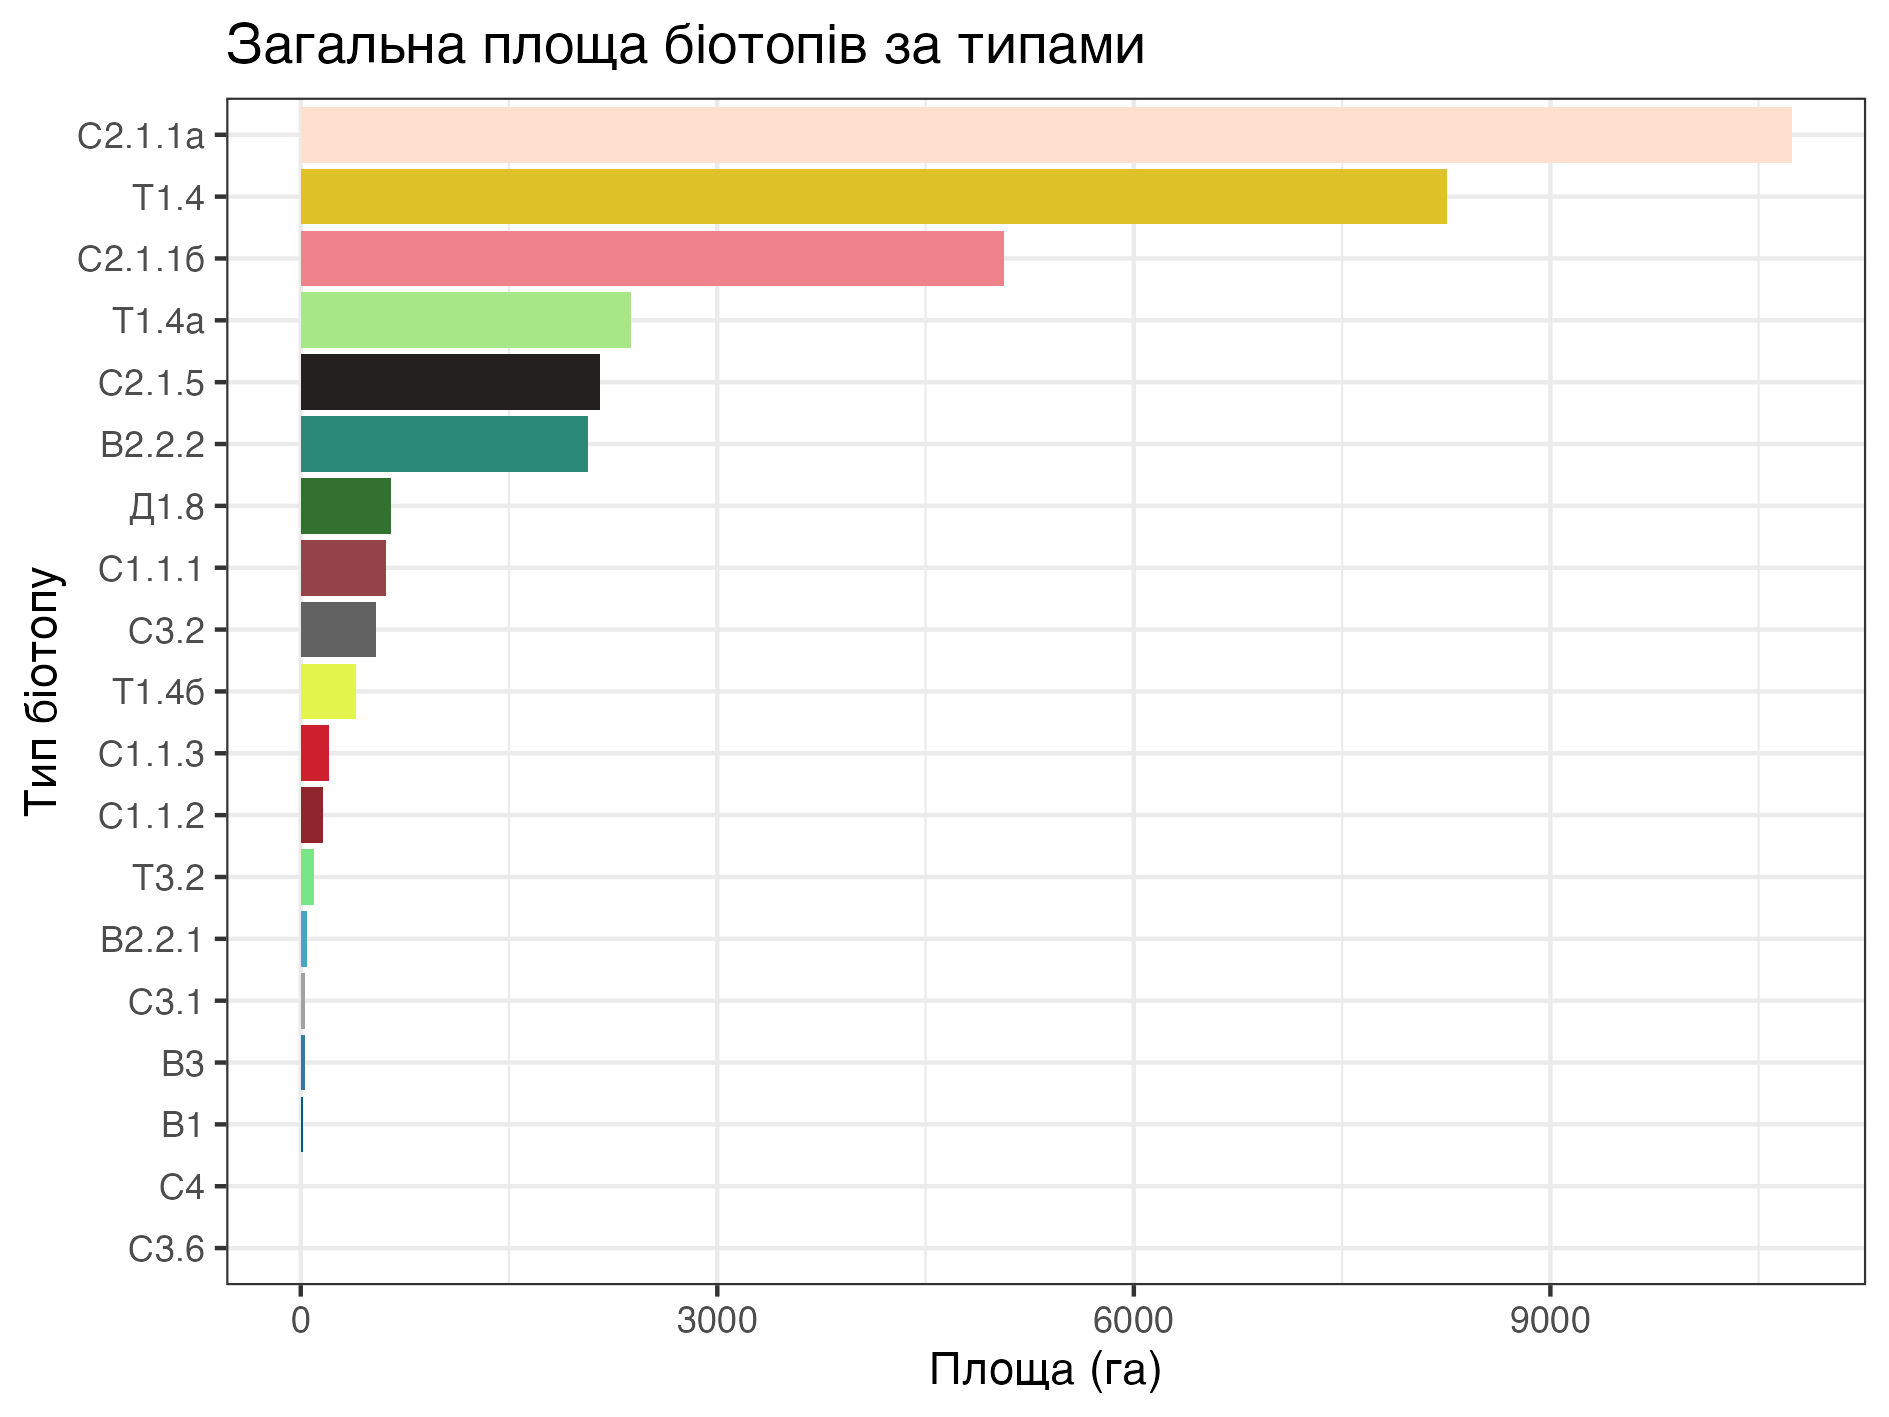 Загальна площа біотопів за типами
С2.1.1а
Т1.4
С2.1.1б
Т1.4а
С2.1.5
В2.2.2
Д1.8
С1.1.1
С3.2
Т1.4б
С1.1.3
С1.1.2
Т3.2
В2.2.1
С3.1
В3
В1
С4
С3.6
Тип біотопу
0 3000 6000 9000
Площа (га)